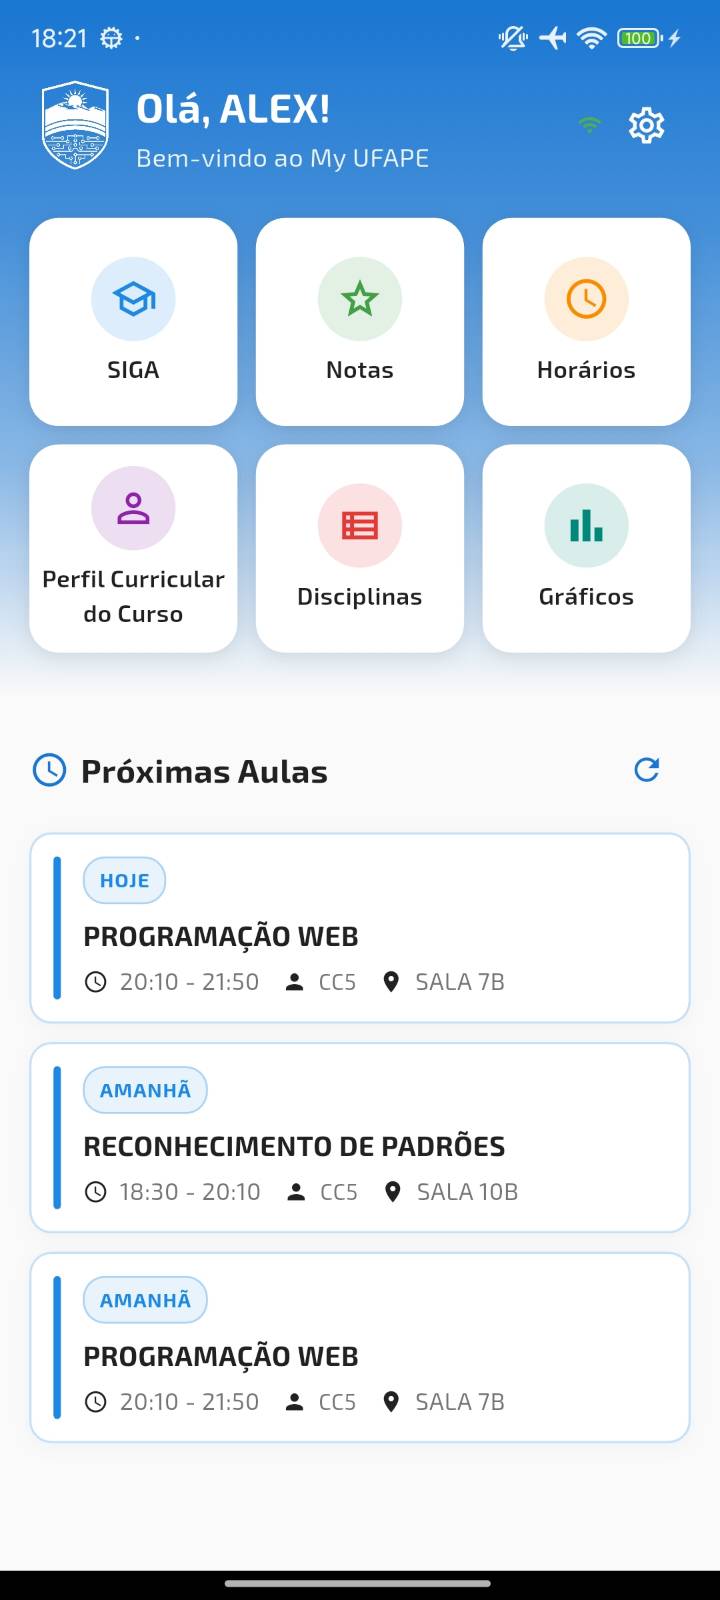 18:21
100
Olá, ALEX!
Bem-vindo ao My UFAPE
SIGA
Notas
Horários
Perfil Curricular
do Curso
Disciplinas
Gráficos
Próximas Aulas
HOJE
PROGRAMAÇÃO WEB
20:10 - 21:50 CC5 SALA 7B
AMANHÃ
RECONHECIMENTO DE PADRÕES
18:30 - 20:10 CC5 SALA 10B
AMANHÃ
PROGRAMAÇÃO WEB
20:10 - 21:50 CC5 SALA 7B